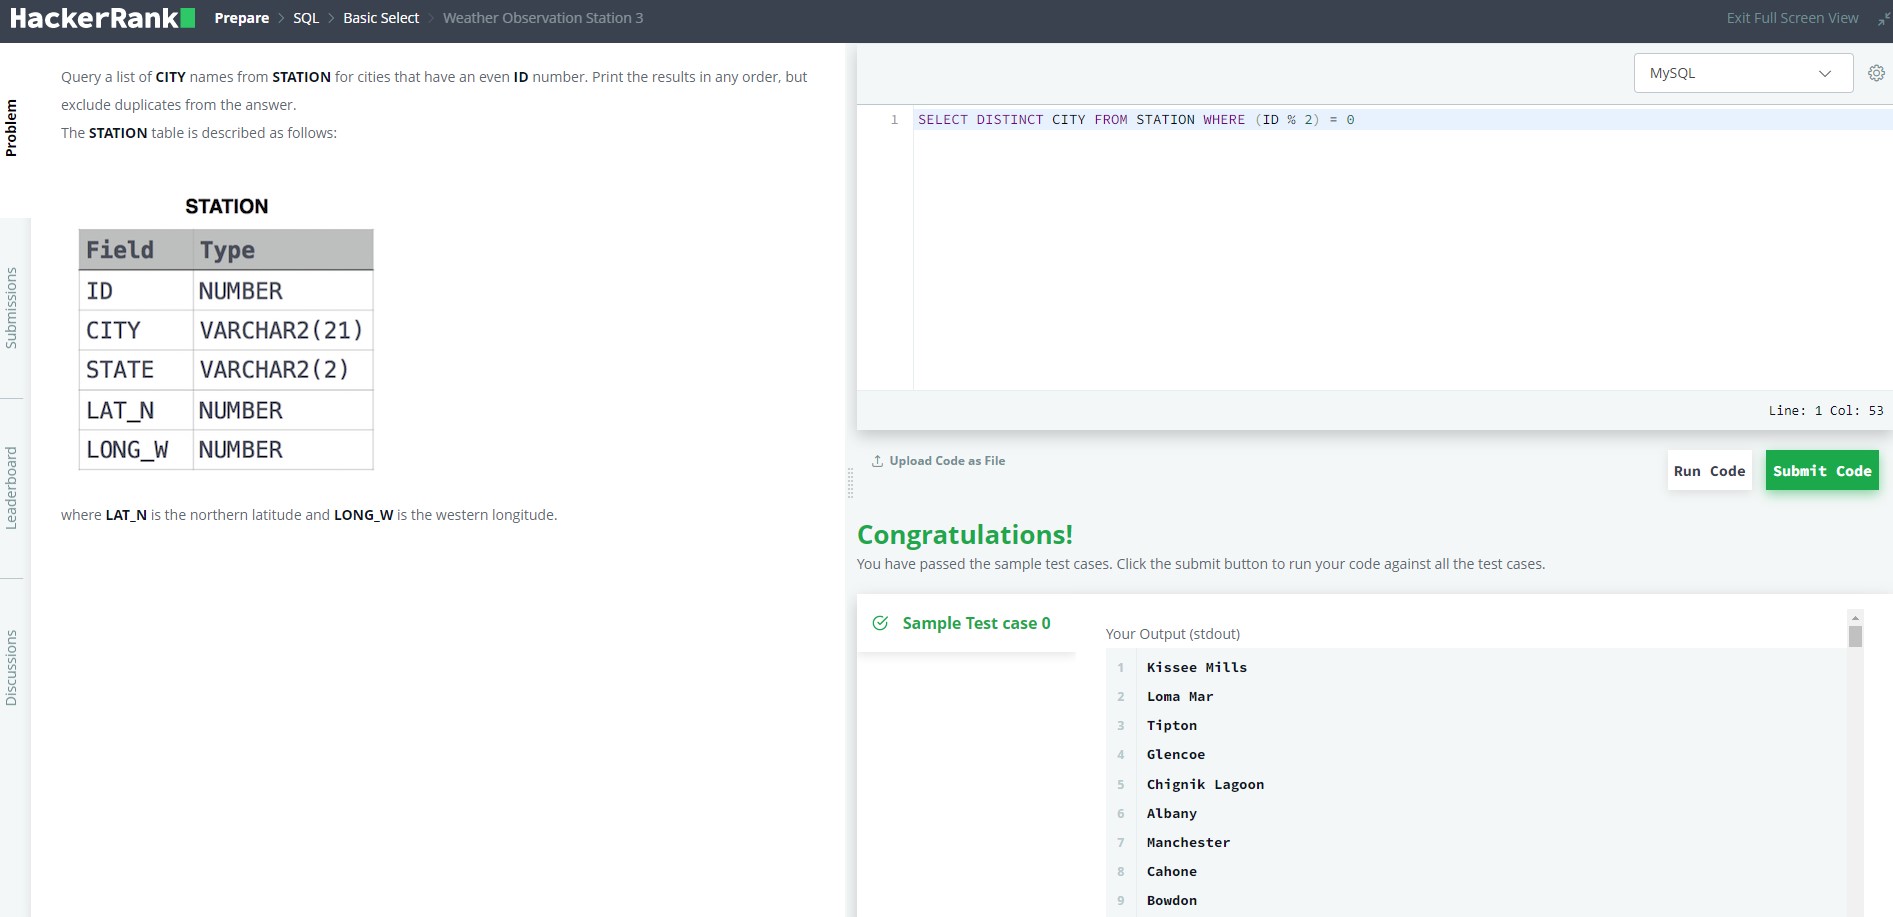 HackerRank Prepare > SQL > Basic Select > Weather Observation Station 3 Exit Full Screen View
Problem
Submissions
Leaderboard
Discussions
Query a list of CITY names from STATION for cities that have an even ID number. Print the results in any order, but
exclude duplicates from the answer.
The STATION table is described as follows:
STATION
Field Type
ID NUMBER
CITY VARCHAR2(21)
STATE VARCHAR2(2)
LAT_N NUMBER
LONG_W NUMBER
where LAT_N is the northern latitude and LONG_W is the western longitude.
MySQL
1 SELECT DISTINCT CITY FROM STATION WHERE (ID % 2) = 0
Line: 1 Col: 53
Upload Code as File
Run Code
Submit Code
Congratulations!
You have passed the sample test cases. Click the submit button to run your code against all the test cases.
Sample Test case 0
Your Output (stdout)
1 Kissee Mills
2 Loma Mar
3 Tipton
4 Glencoe
5 Chignik Lagoon
6 Albany
7 Manchester
8 Cahone
9 Bowdon